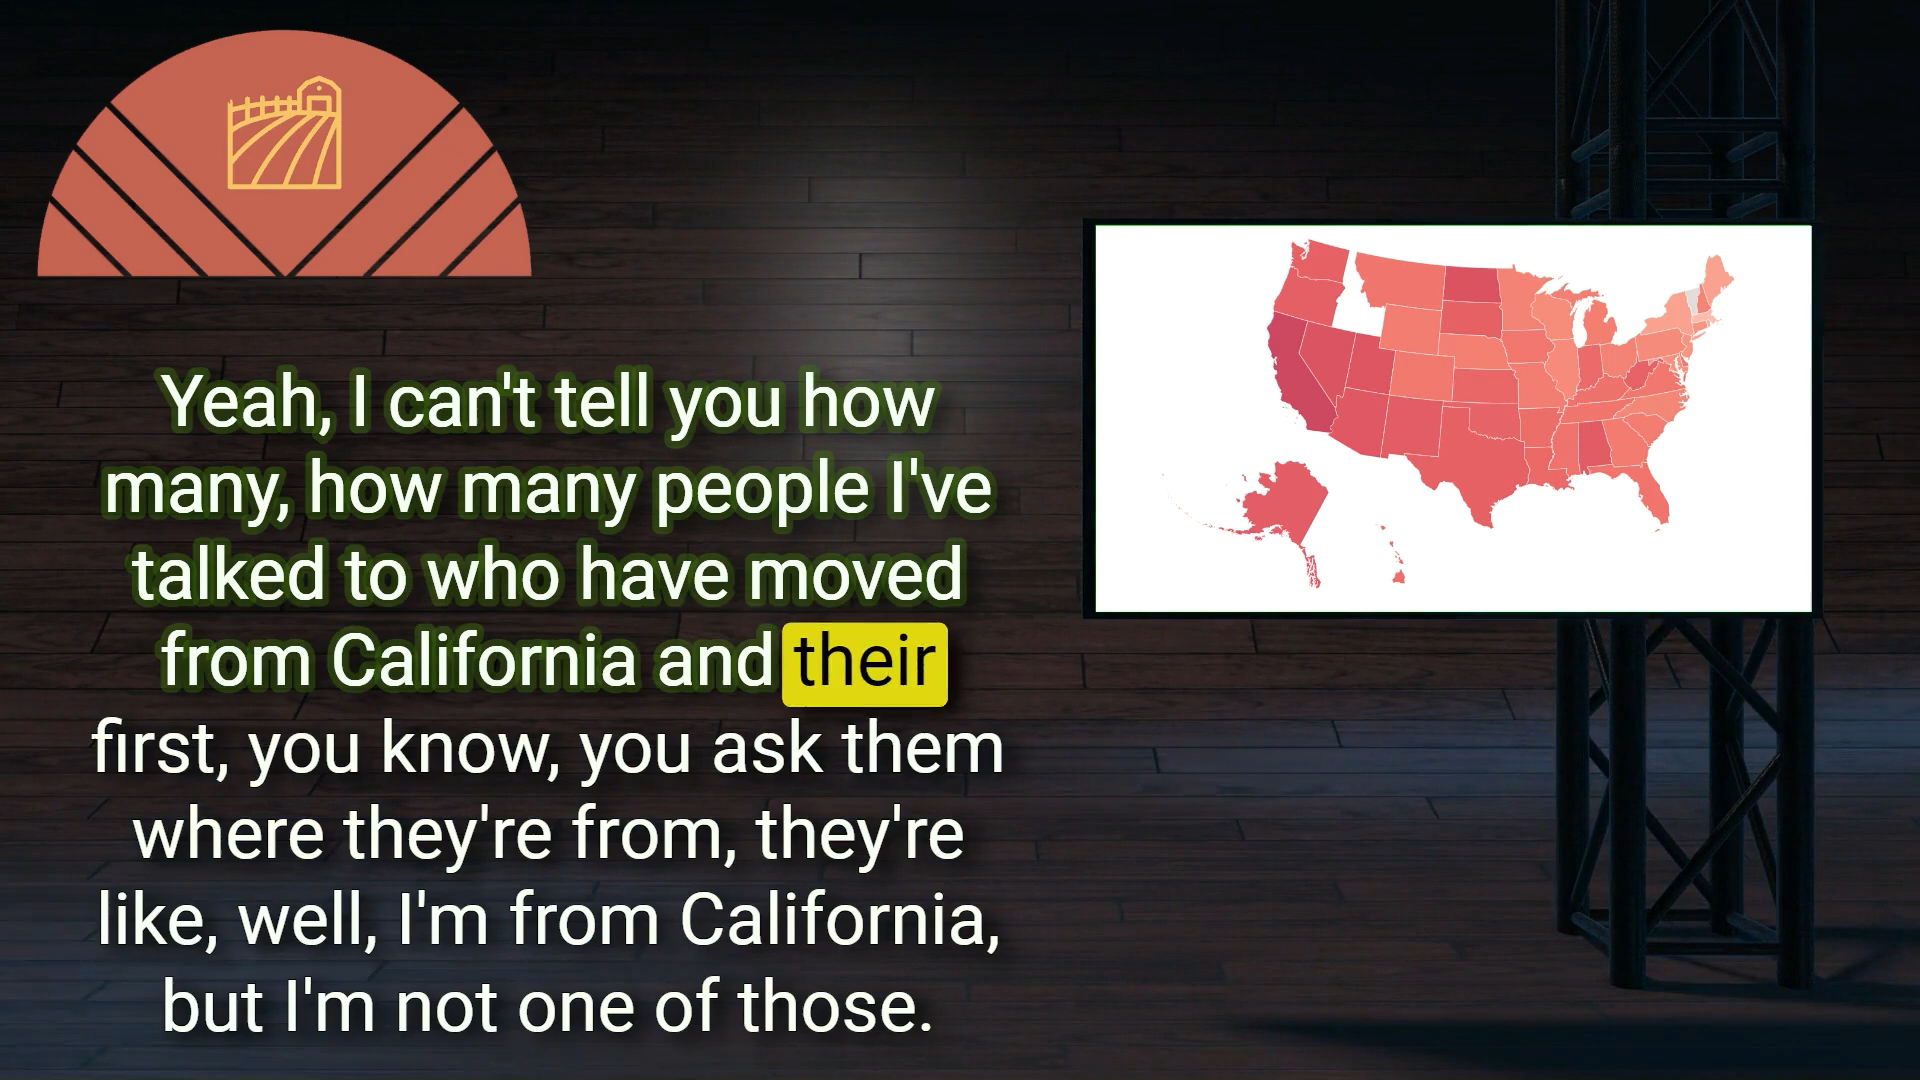 Yeah, I can't tell you how
many, how many people I've
talked to who have moved
from California and their
first, you know, you ask them
where they're from, they're
like, well, I'm from California,
but I'm not one of those.